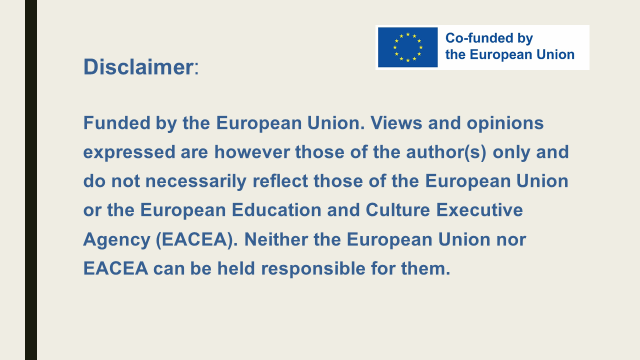 Co-funded by
the European Union
Disclaimer:
Funded by the European Union. Views and opinions
expressed are however those of the author(s) only and
do not necessarily reflect those of the European Union
or the European Education and Culture Executive
Agency (EACEA). Neither the European Union nor
EACEA can be held responsible for them.